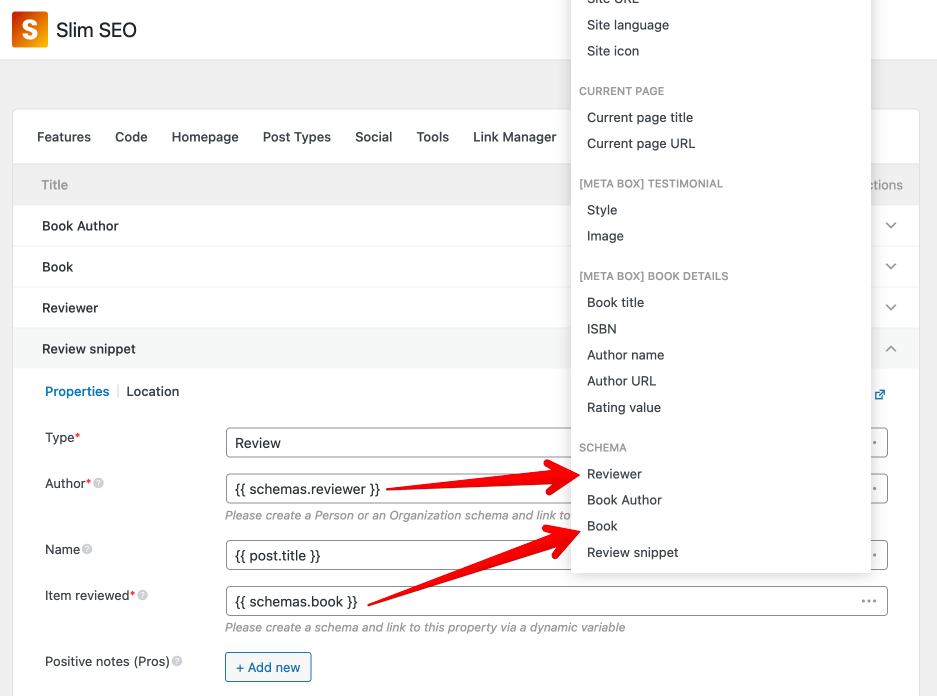 S Slim SEO
Features Code Homepage Post Types Social Tools Link Manager
Title
Book Author
Book
Reviewer
Review snippet
Properties | Location
Type*
Review
Author*
{{ schemas.reviewer }}
Please create a Person or an Organization schema and link to
Name
{{ post.title }}
Item reviewed*
{{ schemas.book }}
Please create a schema and link to this property via a dynamic variable
Positive notes (Pros)
+ Add new
Site URL
Site language
Site icon
CURRENT PAGE
Current page title
Current page URL
[META BOX] TESTIMONIAL
Style
Image
[META BOX] BOOK DETAILS
Book title
ISBN
Author name
Author URL
Rating value
SCHEMA
Reviewer
Book Author
Book
Review snippet
ctions